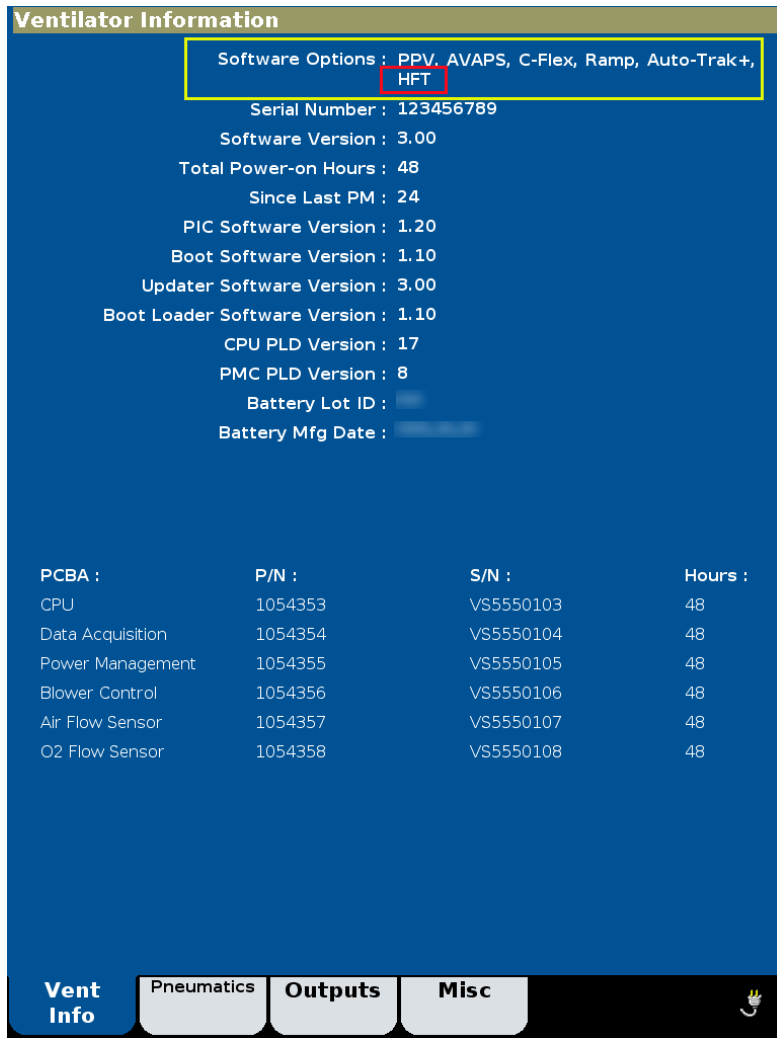 Ventilator Information
Software Options : PPV, AVAPS, C-Flex, Ramp, Auto-Trak+,
HFT
Serial Number : 123456789
Software Version : 3.00
Total Power-on Hours : 48
Since Last PM : 24
PIC Software Version : 1.20
Boot Software Version : 1.10
Updater Software Version : 3.00
Boot Loader Software Version : 1.10
CPU PLD Version : 17
PMC PLD Version : 8
Battery Lot ID :
Battery Mfg Date :
PCBA : P/N : S/N : Hours :
CPU 1054353 VS5550103 48
Data Acquisition 1054354 VS5550104 48
Power Management 1054355 VS5550105 48
Blower Control 1054356 VS5550106 48
Air Flow Sensor 1054357 VS5550107 48
O2 Flow Sensor 1054358 VS5550108 48
Vent Info
Pneumatics
Outputs
Misc